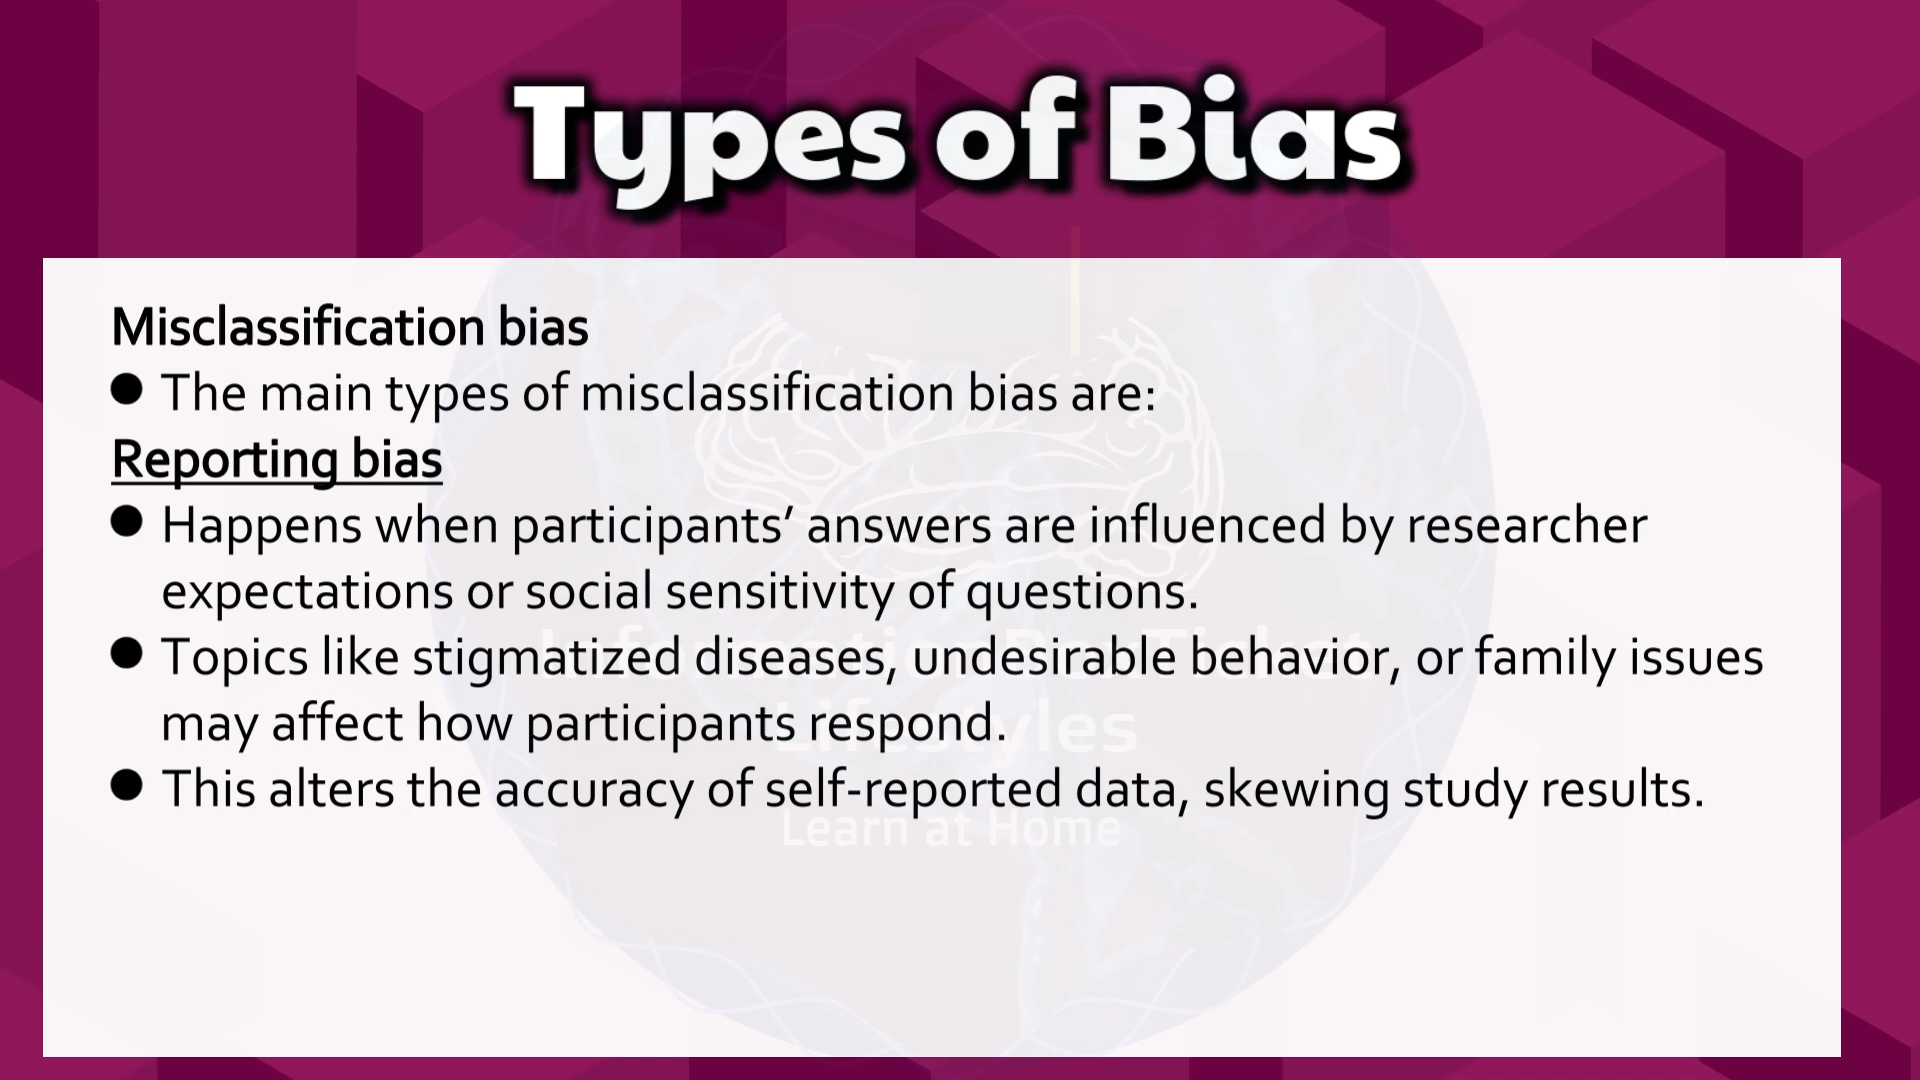 Types of Bias
Misclassification bias
● The main types of misclassification bias are:
Reporting bias
● Happens when participants’ answers are influenced by researcher
expectations or social sensitivity of questions.
● Topics like stigmatized diseases, undesirable behavior, or family issues
may affect how participants respond.
● This alters the accuracy of self-reported data, skewing study results.
Lifestyles
Learn at Home